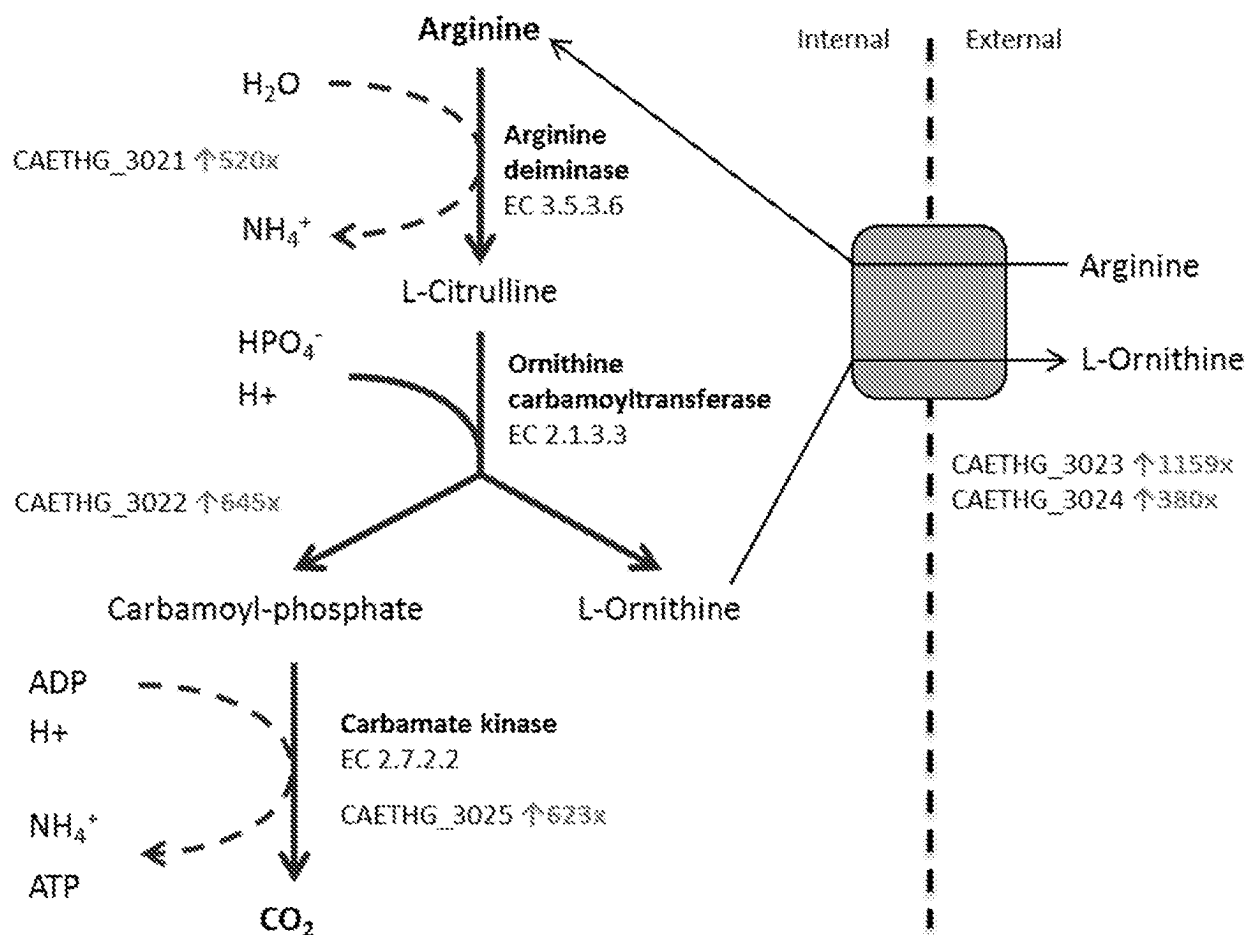 Arginine
Internal External
H₂O
Arginine
deiminase
EC 3.5.3.6
CAETHG_3021 ↑520x
NH₄⁺
L-Citrulline
Arginine
L-Ornithine
HPO₄⁻
H+
Ornithine
carbamoyltransferase
EC 2.1.3.3
CAETHG_3022 ↑645x
CAETHG_3023 ↑1159x
CAETHG_3024 ↑380x
Carbamoyl-phosphate
L-Ornithine
ADP
H+
Carbamate kinase
EC 2.7.2.2
CAETHG_3025 ↑623x
NH₄⁺
ATP
CO₂